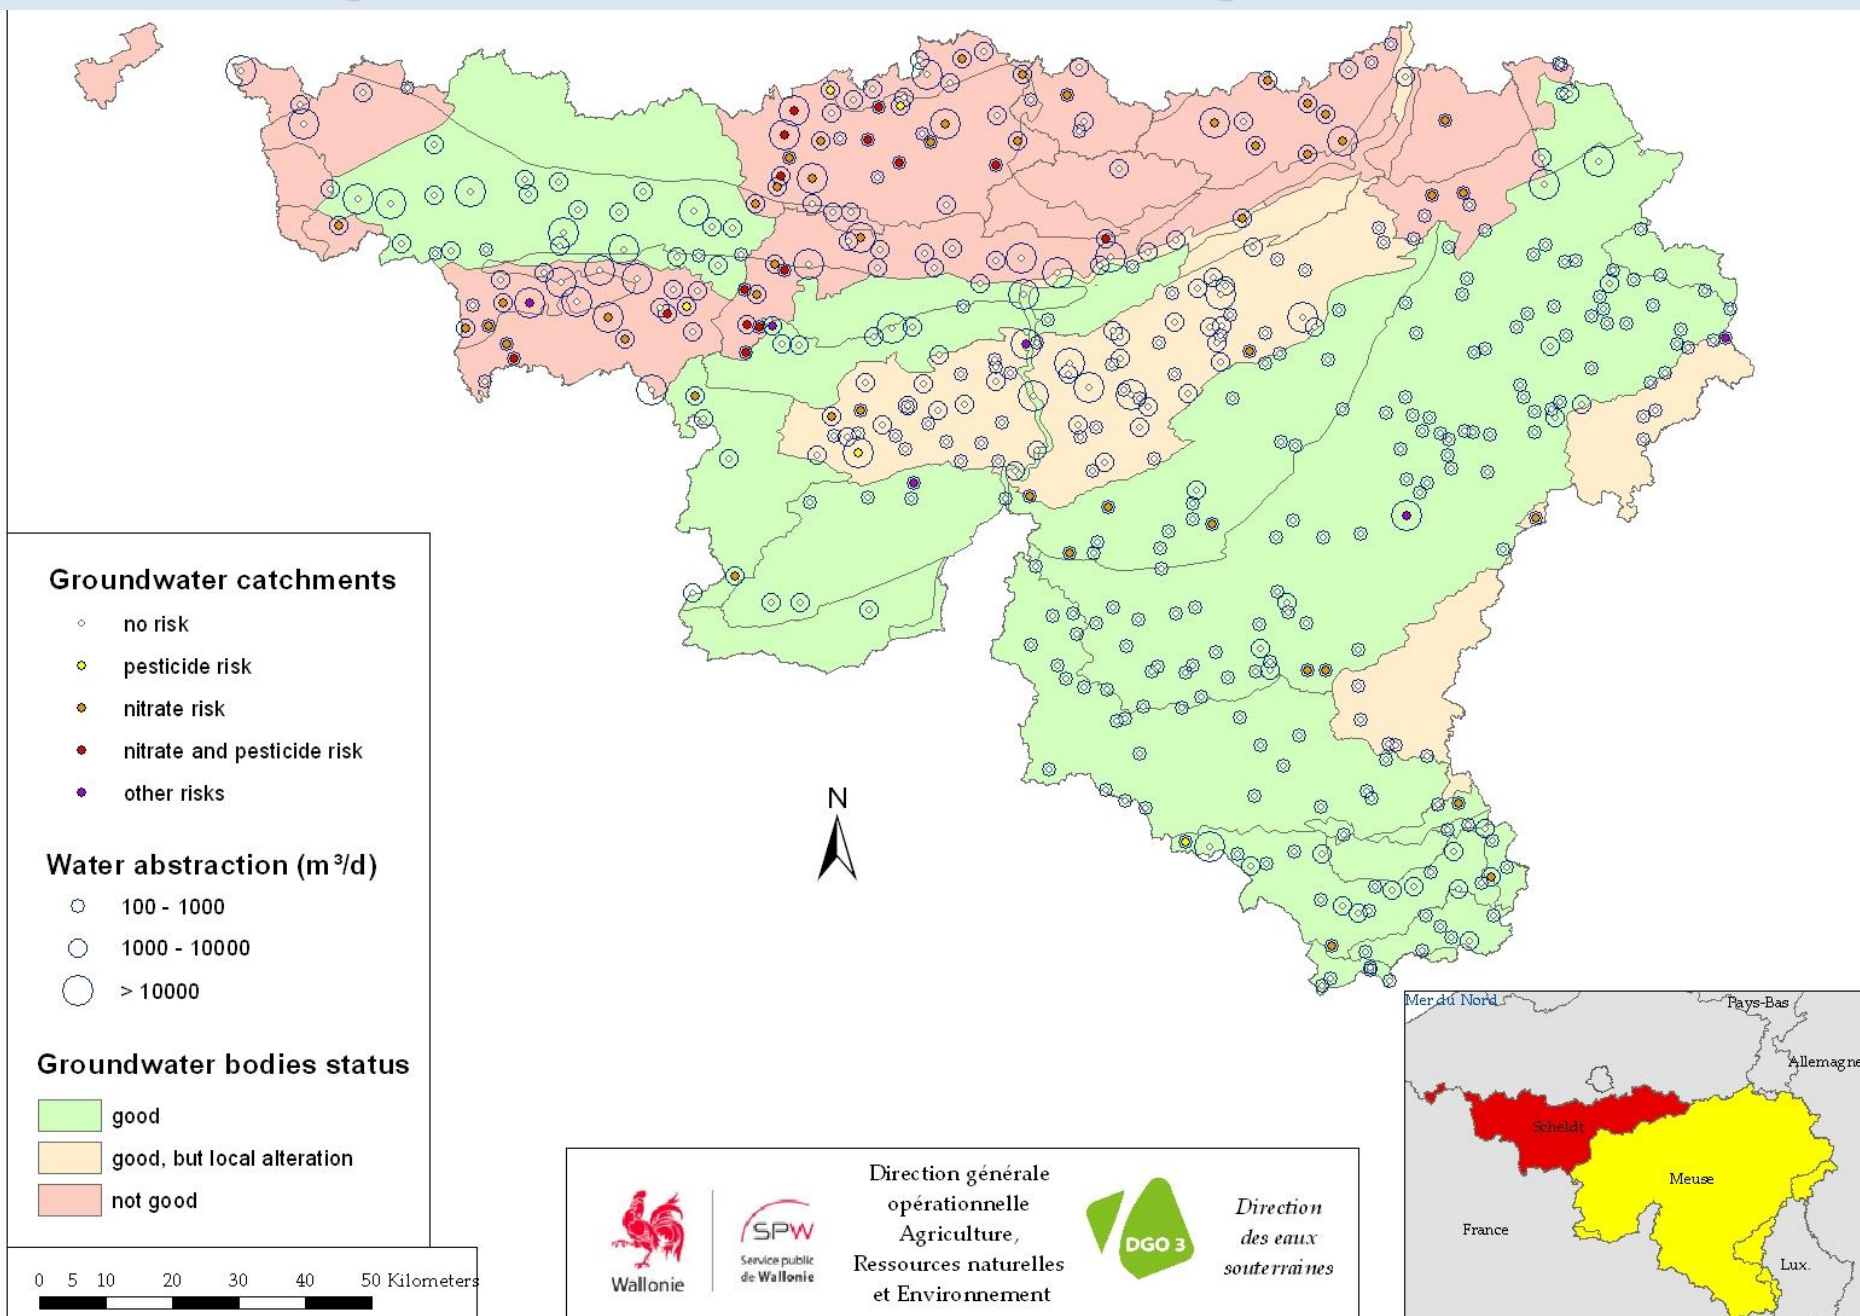 Groundwater catchments
no risk
pesticide risk
nitrate risk
nitrate and pesticide risk
other risks
Water abstraction (m³/d)
100 - 1000
1000 - 10000
> 10000
Groundwater bodies status
good
good, but local alteration
not good
0 5 10 20 30 40 50 Kilometers
N
Wallonie
SPW
Service public
de Wallonie
Direction générale
opérationnelle
Agriculture,
Ressources naturelles
et Environnement
DGO 3
Direction
des eaux
souterraines
Mer du Nord
Pays-Bas
Allemagne
Scheldt
Meuse
France
Lux.